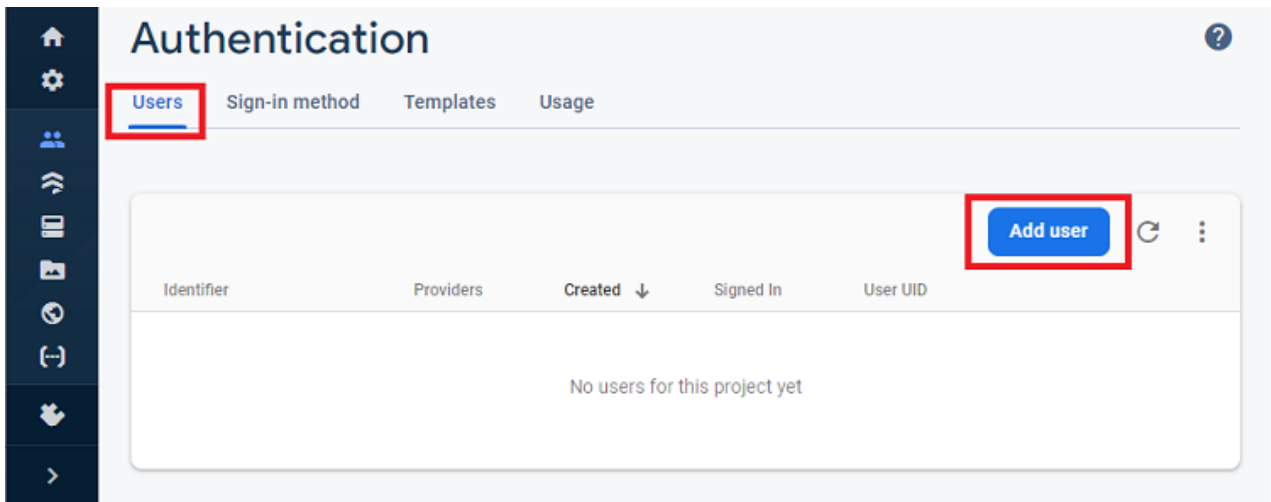 Authentication
Users Sign-in method Templates Usage
Add user
Identifier Providers Created Signed In User UID
No users for this project yet